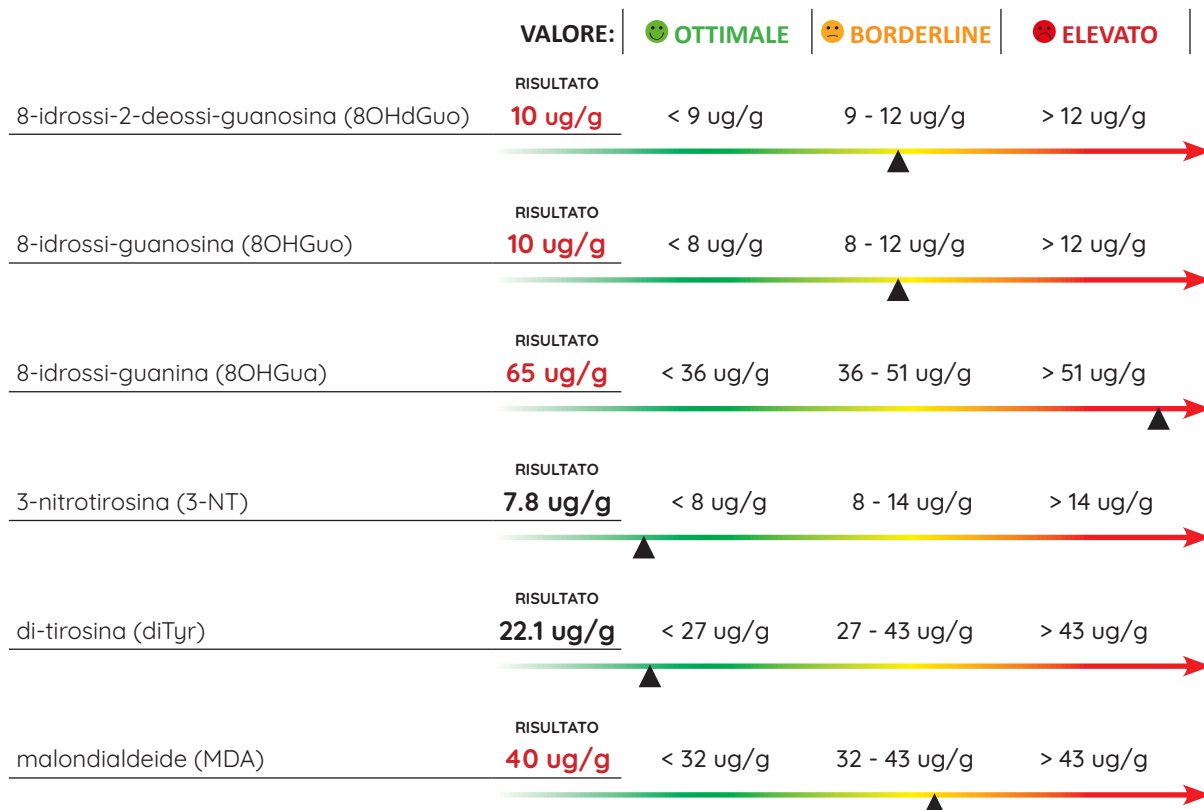 VALORE: OTTIMALE BORDERLINE ELEVATO
RISULTATO
8-idrossi-2-deossi-guanosina (8OHdGuo) 10 ug/g < 9 ug/g 9 - 12 ug/g > 12 ug/g
RISULTATO
8-idrossi-guanosina (8OHGuo) 10 ug/g < 8 ug/g 8 - 12 ug/g > 12 ug/g
RISULTATO
8-idrossi-guanina (8OHGua) 65 ug/g < 36 ug/g 36 - 51 ug/g > 51 ug/g
RISULTATO
3-nitrotirosina (3-NT) 7.8 ug/g < 8 ug/g 8 - 14 ug/g > 14 ug/g
RISULTATO
di-tirosina (diTyr) 22.1 ug/g < 27 ug/g 27 - 43 ug/g > 43 ug/g
RISULTATO
malondialdeide (MDA) 40 ug/g < 32 ug/g 32 - 43 ug/g > 43 ug/g